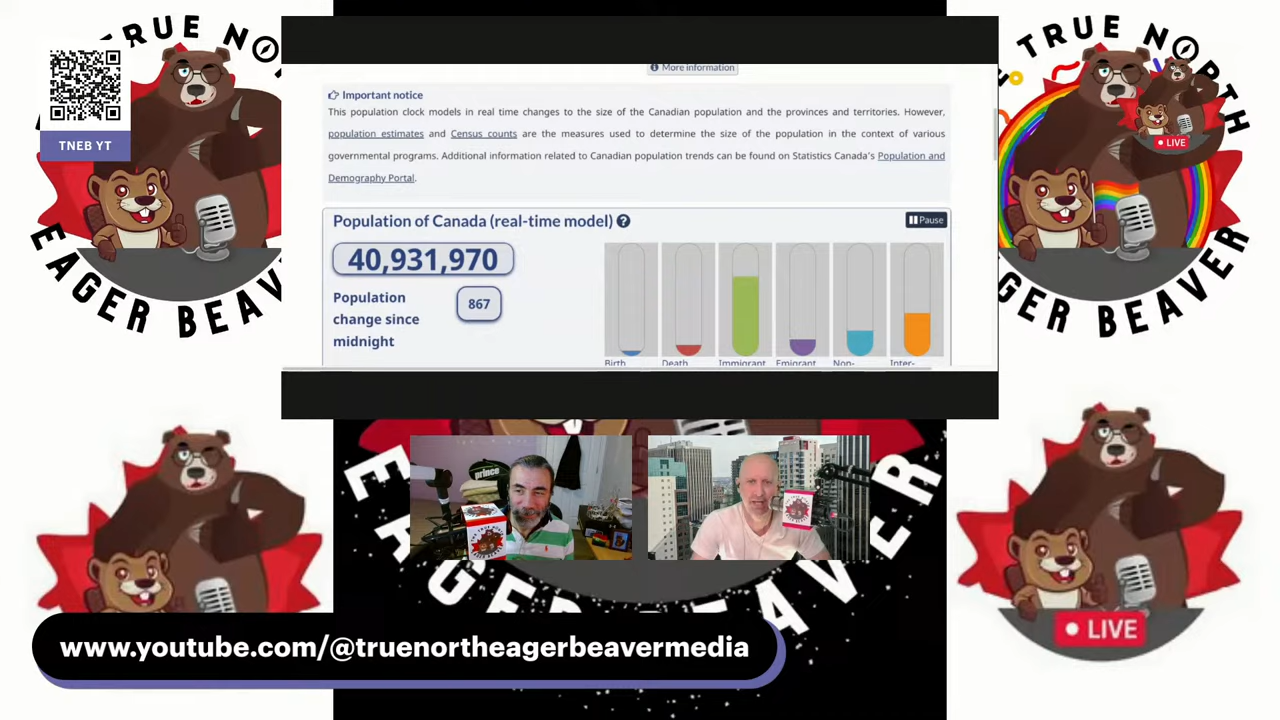 TRUE NORTH
TNEB YT
EAGER BEAVER
More information
Important notice
This population clock models in real time changes to the size of the Canadian population and the provinces and territories. However,
population estimates and Census counts are the measures used to determine the size of the population in the context of various
governmental programs. Additional information related to Canadian population trends can be found on Statistics Canada's Population and
Demography Portal.
Population of Canada (real-time model)
Pause
40,931,970
Population
change since
midnight
867
Birth
Death
Immigrant
Emigrant
Non-
Inter-
TRUE NORTH
LIVE
EAGER BEAVER
prince
EAGER BEAVER
LIVE
www.youtube.com/@truenortheagerbeavermedia